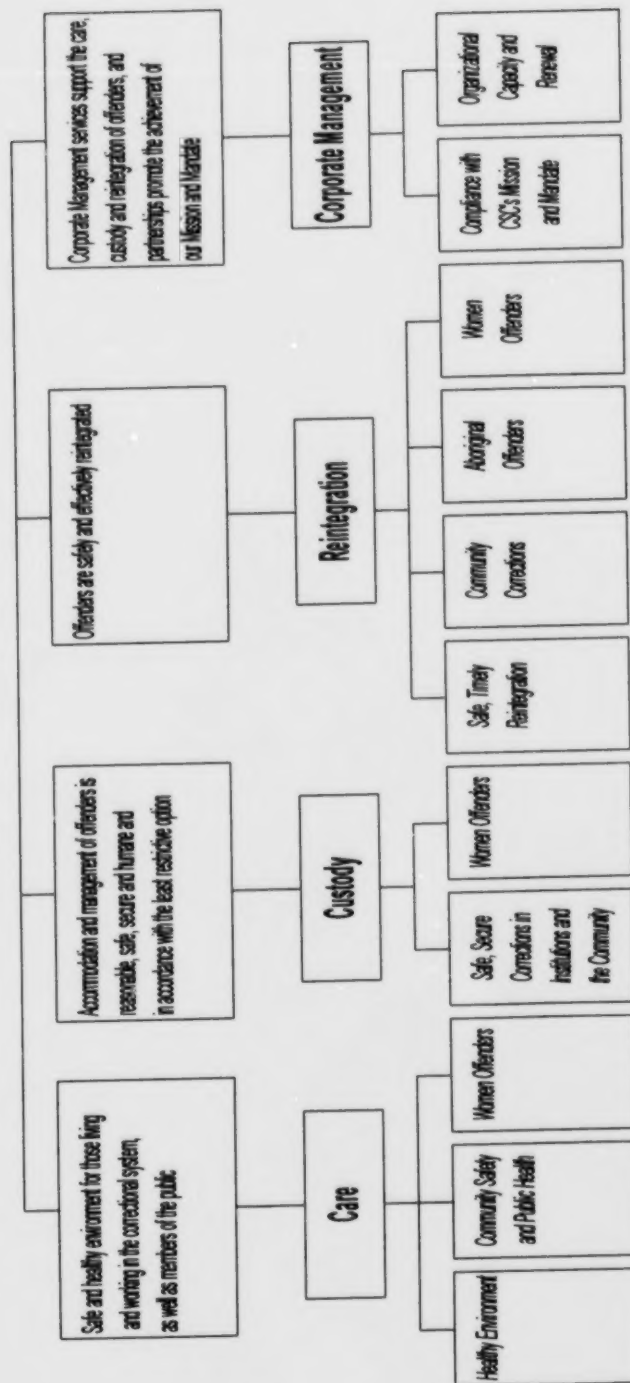 Safe and healthy environment for those living
and working in the correctional system,
as well as members of the public
Care
Healthy Environment
Community Safety
and Public Health
Women Offenders
Accommodation and management of offenders is
reasonable, safe, secure and humane and
in accordance with the least restrictive option
Custody
Safe, Secure
Corrections in
Institutions and
the Community
Women Offenders
Offenders are safely and effectively reintegrated
Reintegration
Safe, Timely
Reintegration
Community
Corrections
Aboriginal
Offenders
Women
Offenders
Corporate Management services support the care,
custody and reintegration of offenders, and
partnerships promote the achievement of
our Mission and Mandate
Corporate Management
Compliance with
CSC's Mission
and Mandate
Organizational
Capacity and
Renewal